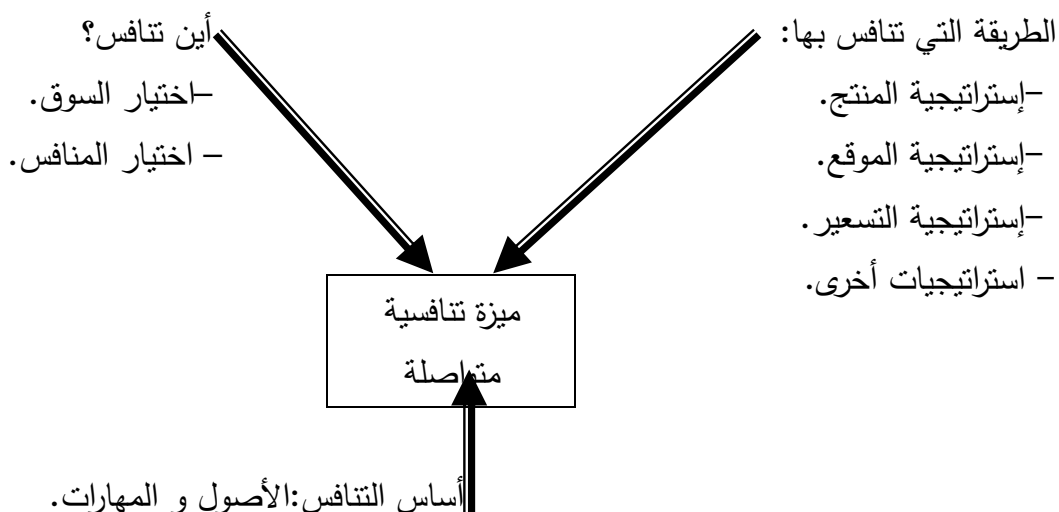 الطريقة التي تنافس بها:
-إستراتيجية المنتج.
-إستراتيجية الموقع.
-إستراتيجية التسعير.
- استراتيجيات أخرى.
أين تنافس؟
-اختيار السوق.
- اختيار المنافس.
ميزة تنافسية
متواصلة
أساس التنافس:الأصول و المهارات.